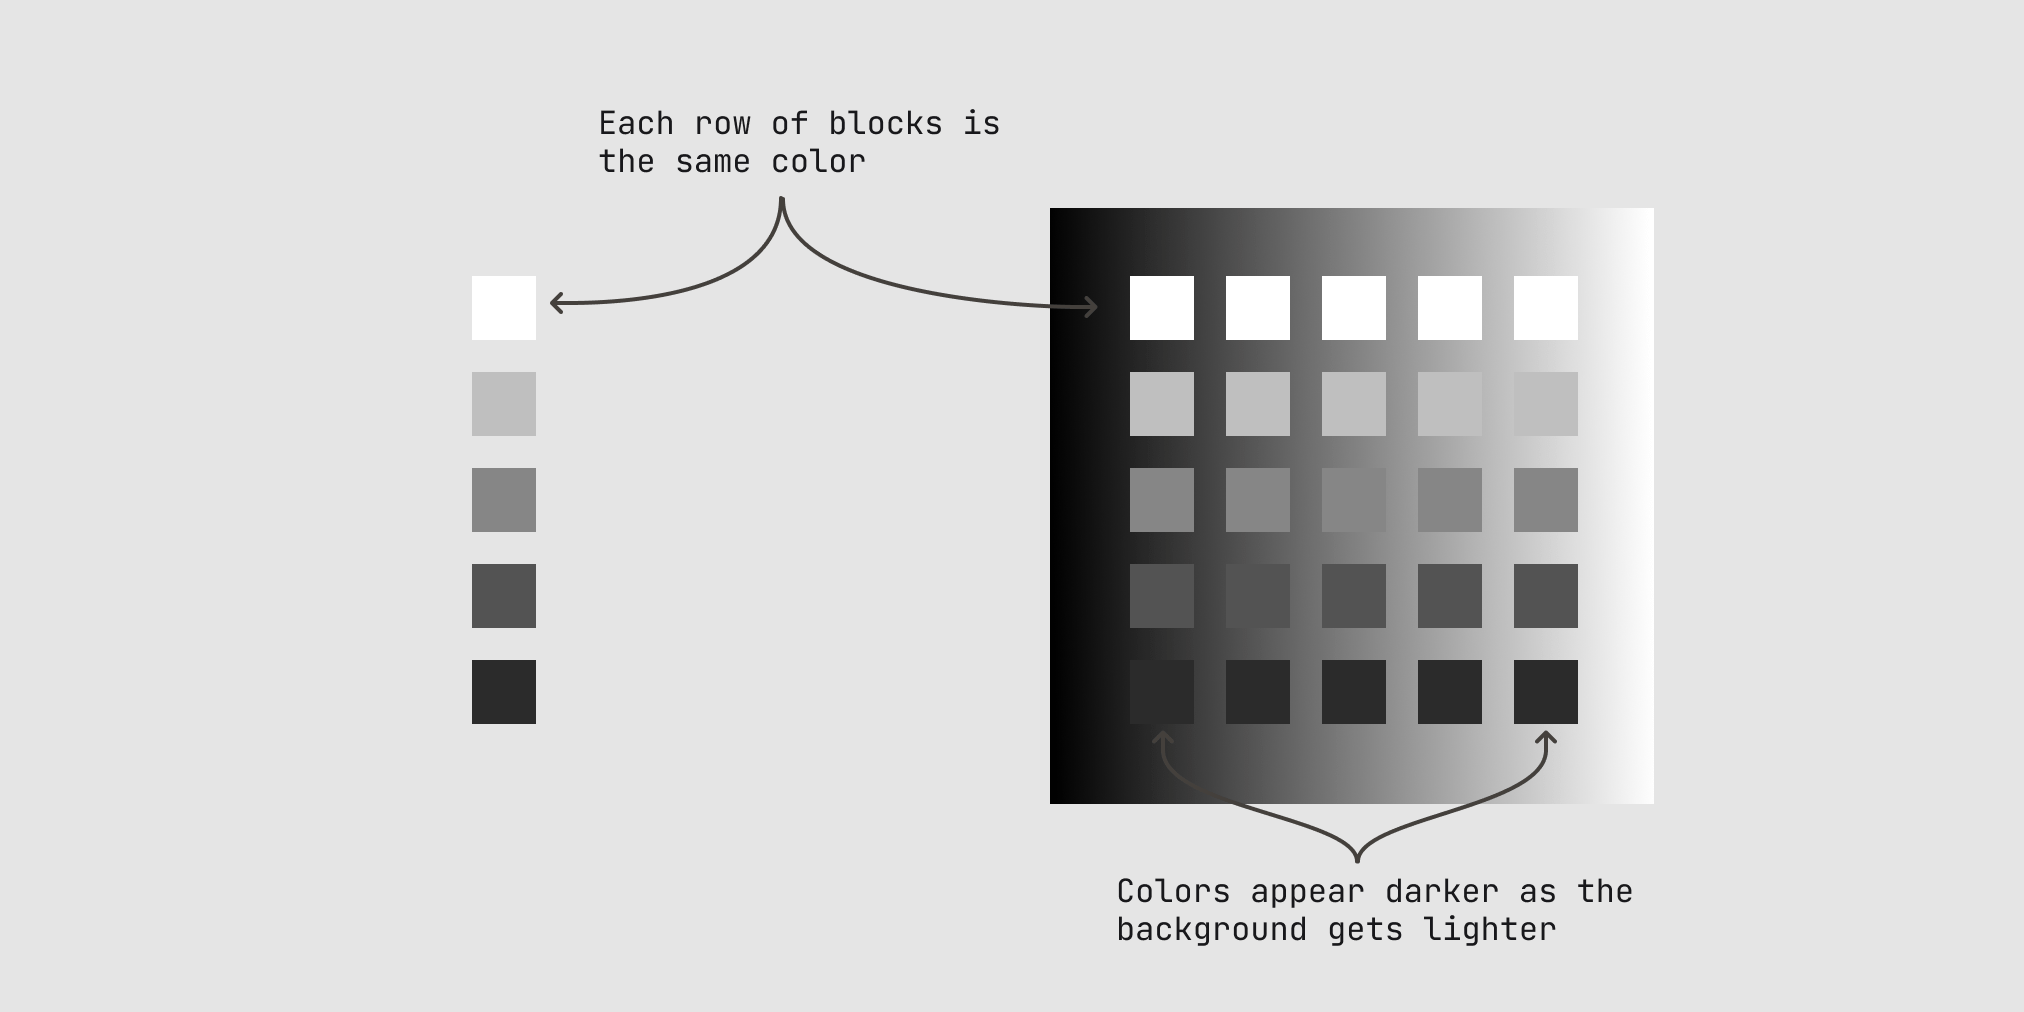 Each row of blocks is
the same color
Colors appear darker as the
background gets lighter